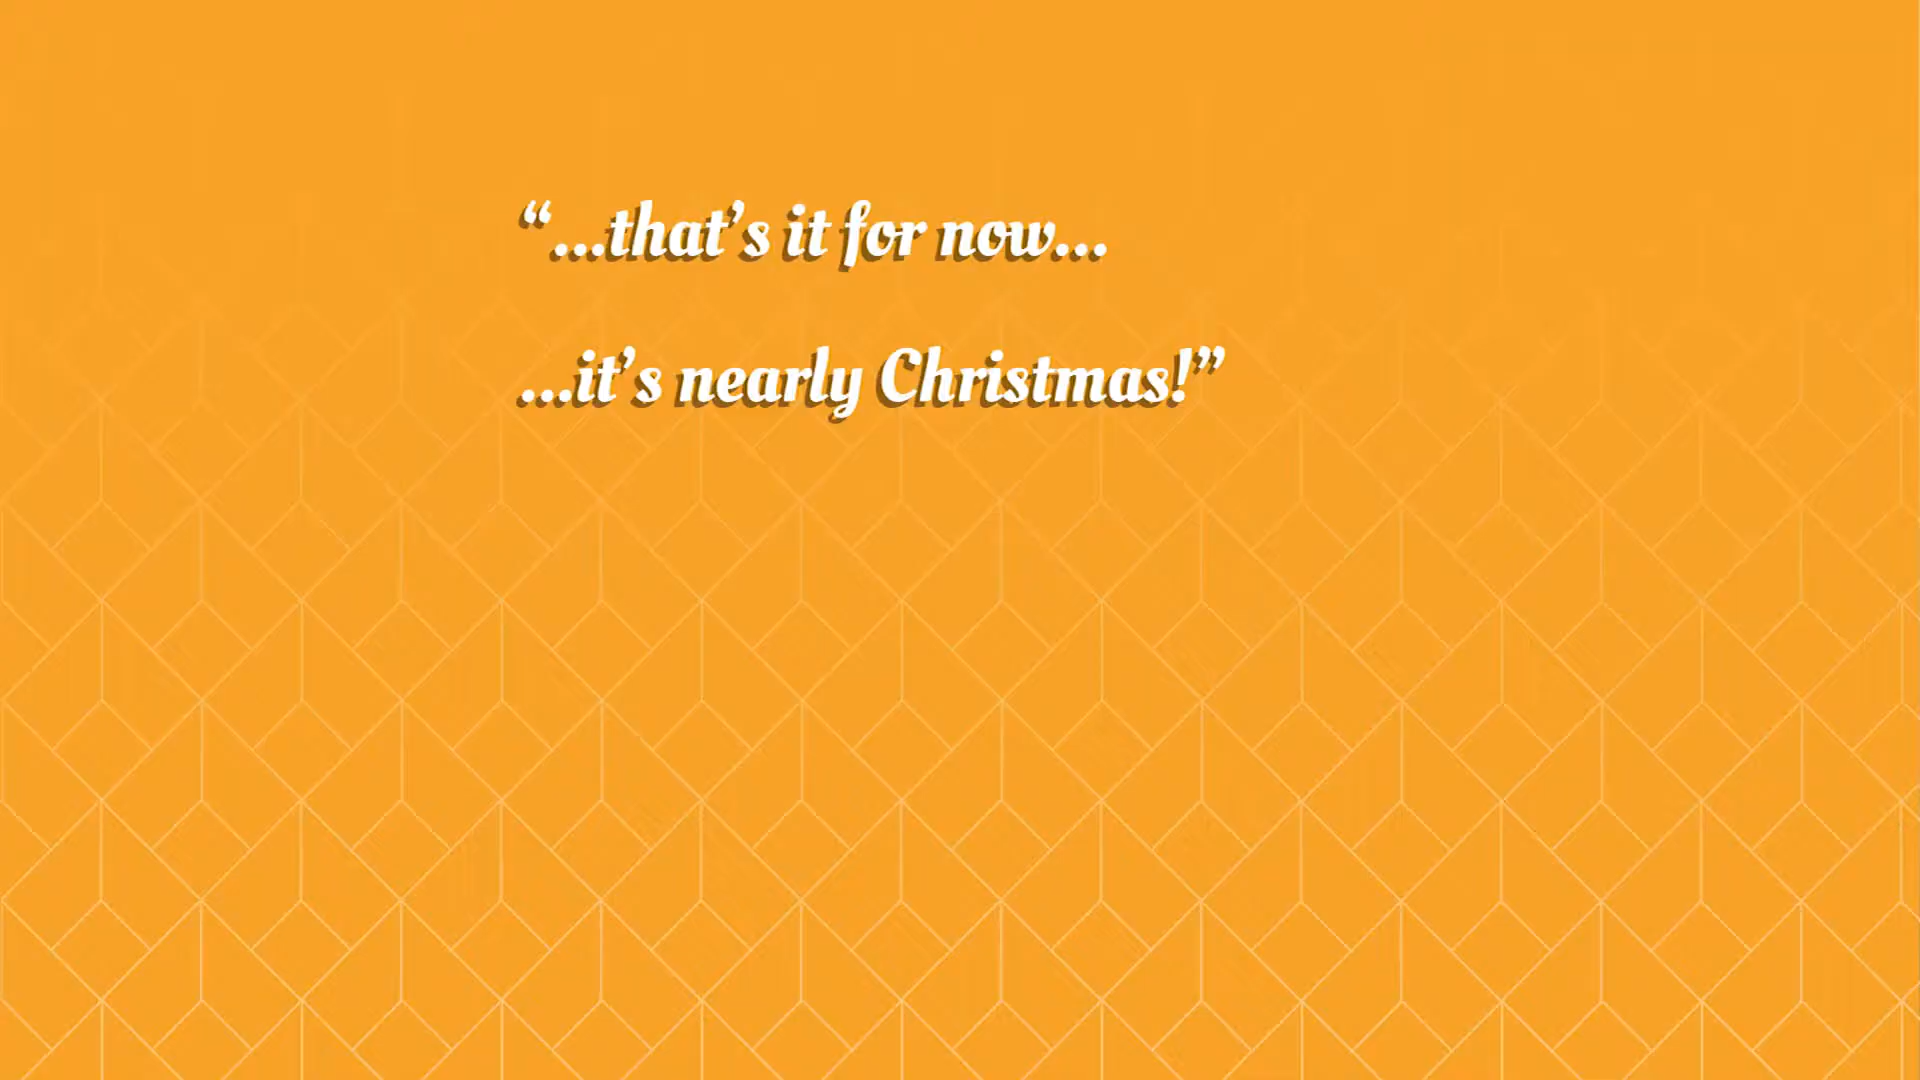 “...that’s it for now...
...it’s nearly Christmas!”